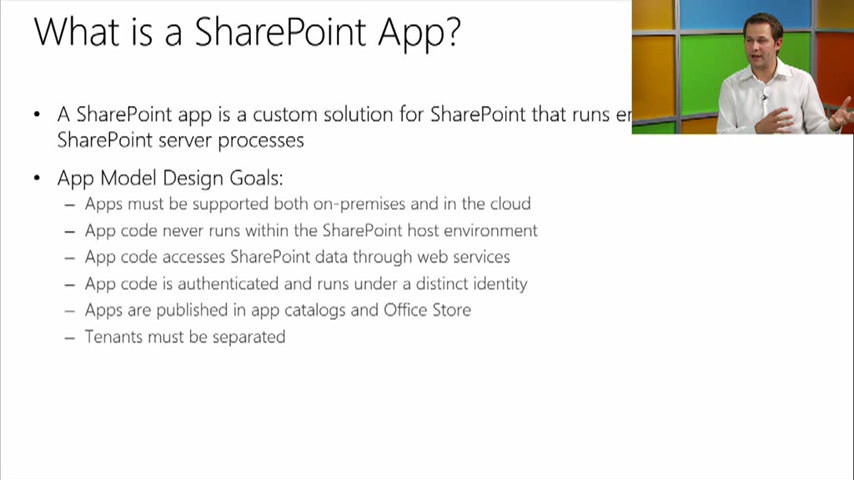 What is a SharePoint App?
• A SharePoint app is a custom solution for SharePoint that runs
SharePoint server processes
• App Model Design Goals:
– Apps must be supported both on-premises and in the cloud
– App code never runs within the SharePoint host environment
– App code accesses SharePoint data through web services
– App code is authenticated and runs under a distinct identity
– Apps are published in app catalogs and Office Store
– Tenants must be separated